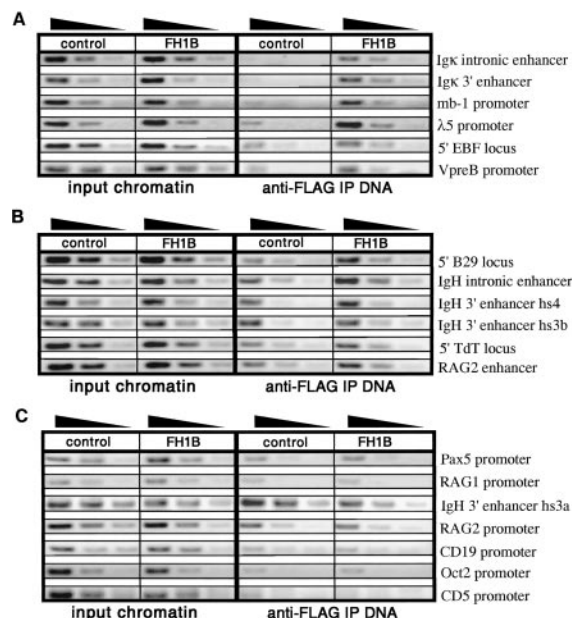 A
control FH1B control FH1B
Igκ intronic enhancer
Igκ 3' enhancer
mb-1 promoter
λ5 promoter
5' EBF locus
VpreB promoter
input chromatin anti-FLAG IP DNA
B
control FH1B control FH1B
5' B29 locus
IgH intronic enhancer
IgH 3' enhancer hs4
IgH 3' enhancer hs3b
5' TdT locus
RAG2 enhancer
input chromatin anti-FLAG IP DNA
C
control FH1B control FH1B
Pax5 promoter
RAG1 promoter
IgH 3' enhancer hs3a
RAG2 promoter
CD19 promoter
Oct2 promoter
CD5 promoter
input chromatin anti-FLAG IP DNA